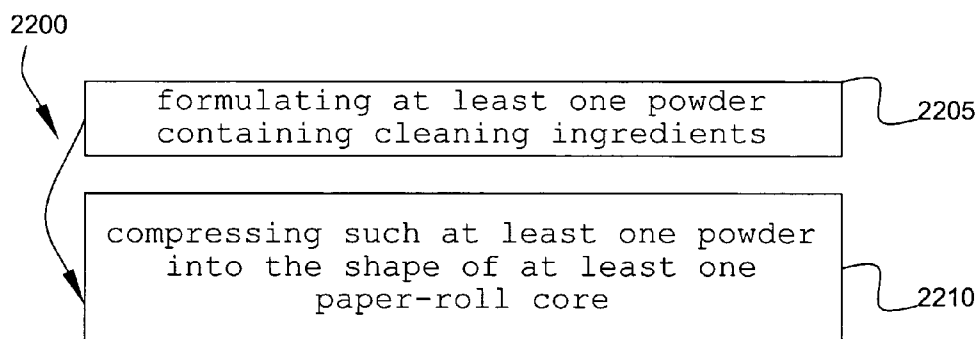 2200
formulating at least one powder
containing cleaning ingredients
2205
compressing such at least one powder
into the shape of at least one
paper-roll core
2210